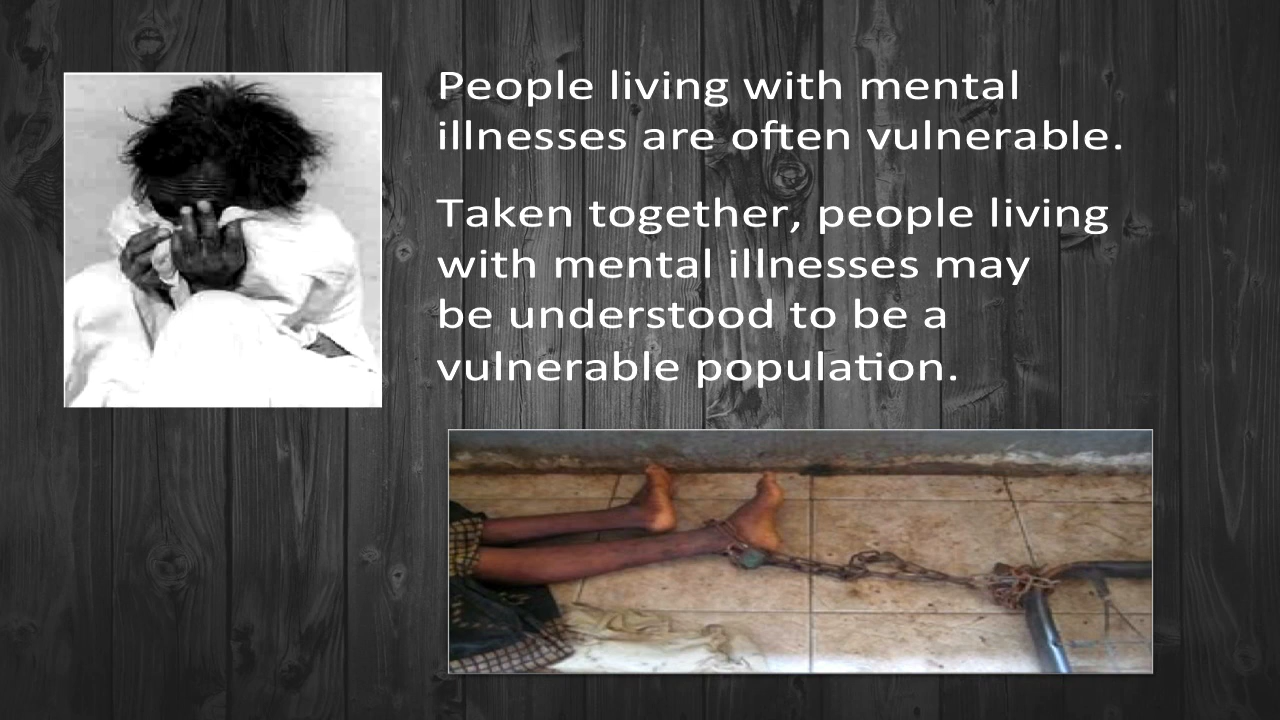 People living with mental
illnesses are often vulnerable.
Taken together, people living
with mental illnesses may
be understood to be a
vulnerable population.